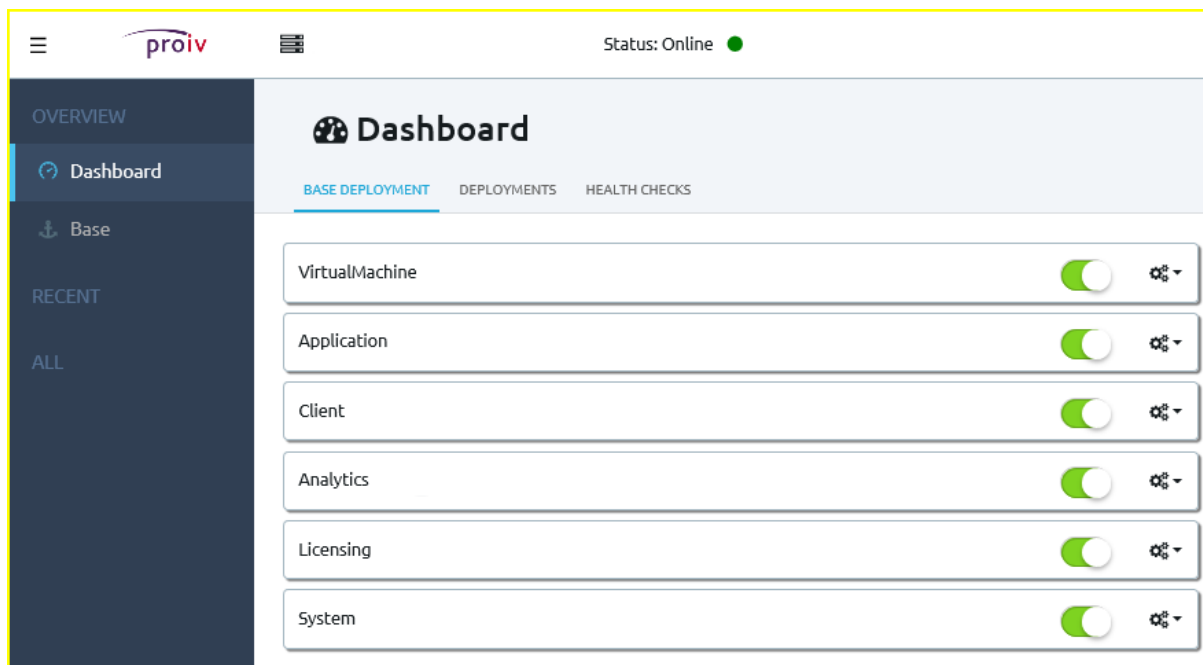 proiv
Status: Online
OVERVIEW
Dashboard
Base
RECENT
ALL
Dashboard
BASE DEPLOYMENT DEPLOYMENTS HEALTH CHECKS
VirtualMachine
Application
Client
Analytics
Licensing
System